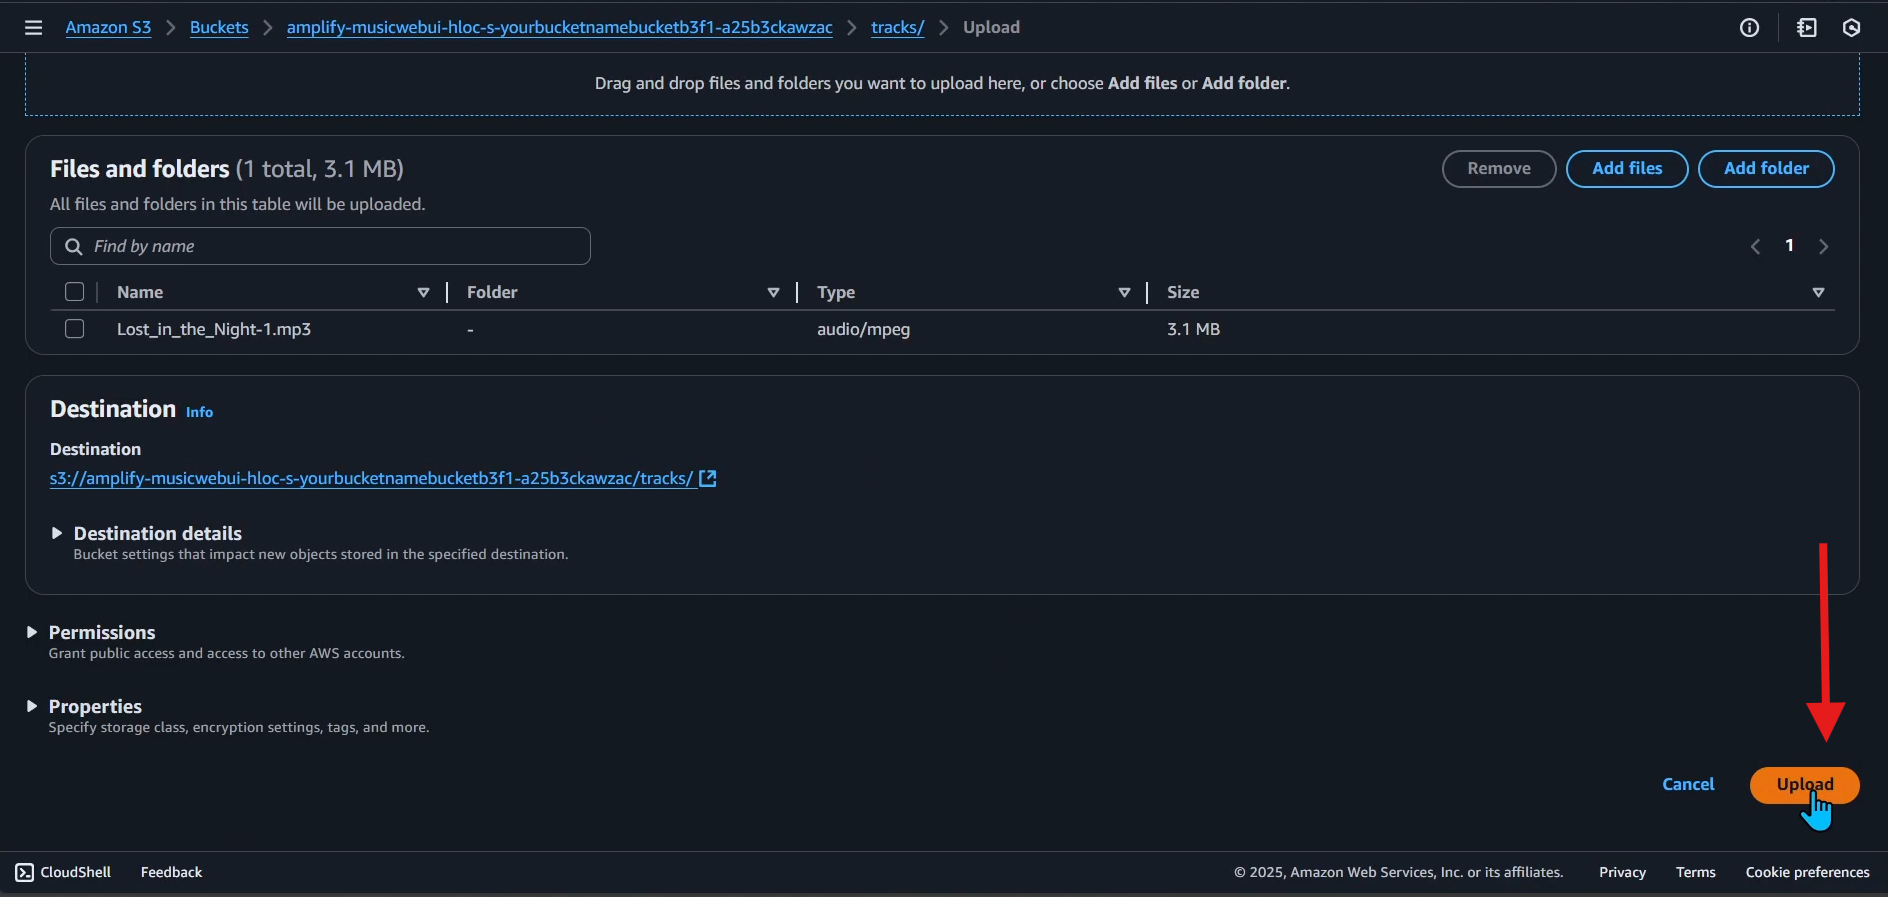 Amazon S3 > Buckets > amplify-musicwebui-hloc-s-yourbucketnamebucketb3f1-a25b3ckawzac > tracks/ > Upload
Drag and drop files and folders you want to upload here, or choose Add files or Add folder.
Files and folders (1 total, 3.1 MB)
Remove Add files Add folder
All files and folders in this table will be uploaded.
Find by name
1
Name Folder Type Size
Lost_in_the_Night-1.mp3 - audio/mpeg 3.1 MB
Destination Info
Destination
s3://amplify-musicwebui-hloc-s-yourbucketnamebucketb3f1-a25b3ckawzac/tracks/
Destination details
Bucket settings that impact new objects stored in the specified destination.
Permissions
Grant public access and access to other AWS accounts.
Properties
Specify storage class, encryption settings, tags, and more.
Cancel Upload
CloudShell Feedback © 2025, Amazon Web Services, Inc. or its affiliates. Privacy Terms Cookie preferences